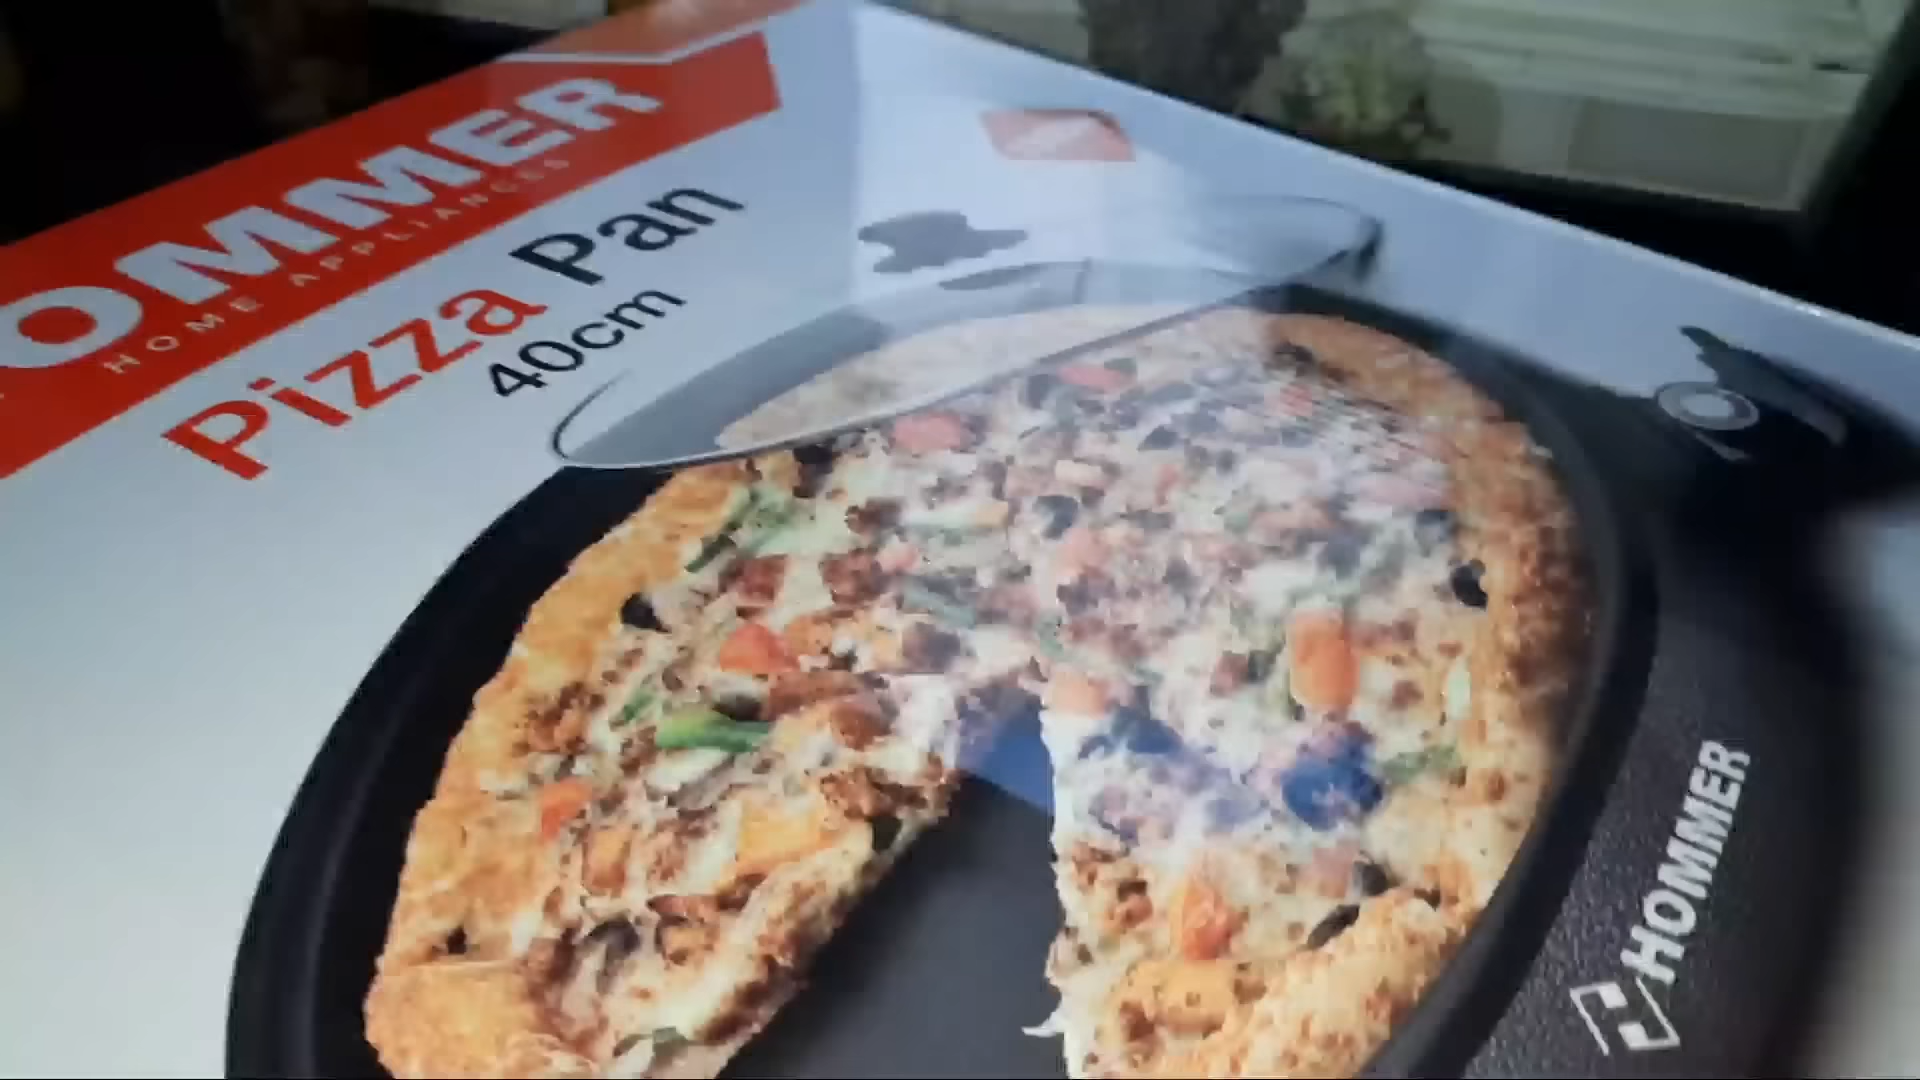 OMMER
HOME APPLIANCES
Pizza Pan
40cm
HOMMER